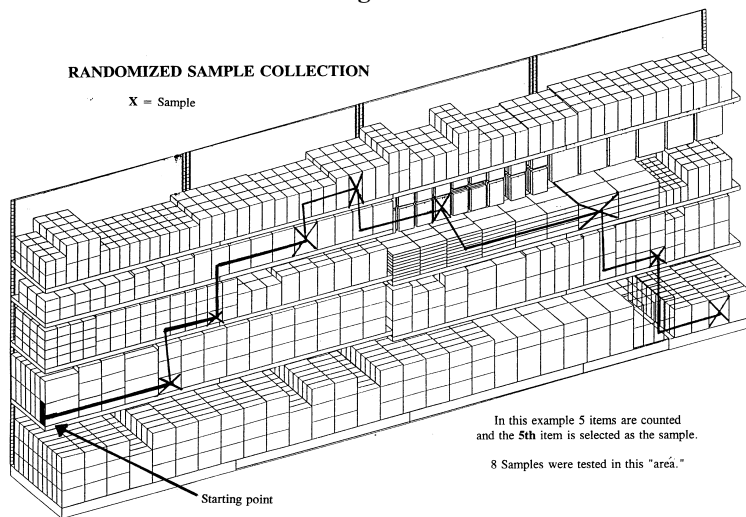 RANDOMIZED SAMPLE COLLECTION
X = Sample
In this example 5 items are counted
and the 5th item is selected as the sample.
8 Samples were tested in this "area."
Starting point